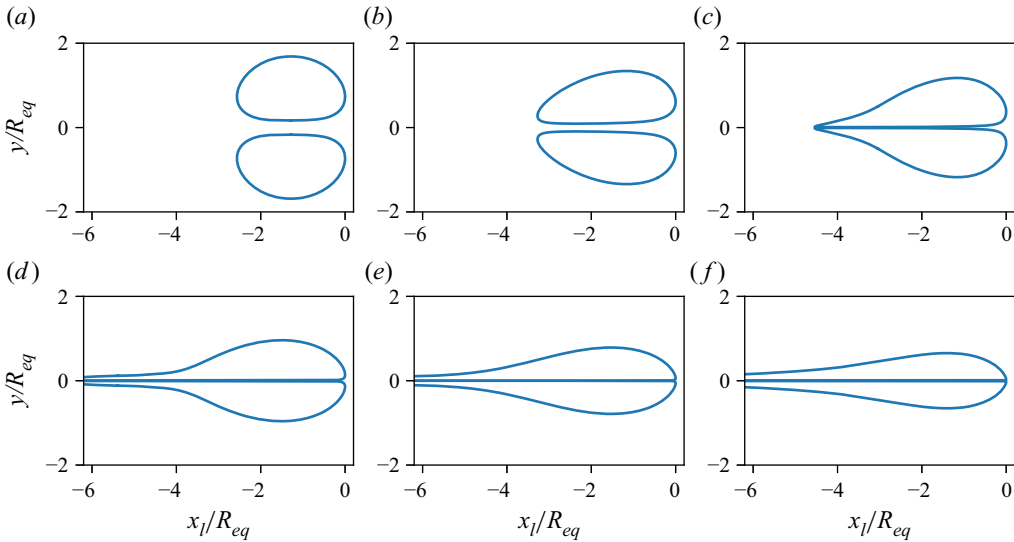 (a) (b) (c)
2 2 2
y/R_eq 0 0 0
−2 −2 −2
−6 −4 −2 0 −6 −4 −2 0 −6 −4 −2 0
(d) (e) (f)
2 2 2
y/R_eq 0 0 0
−2 −2 −2
−6 −4 −2 0 −6 −4 −2 0 −6 −4 −2 0
x_l/R_eq x_l/R_eq x_l/R_eq